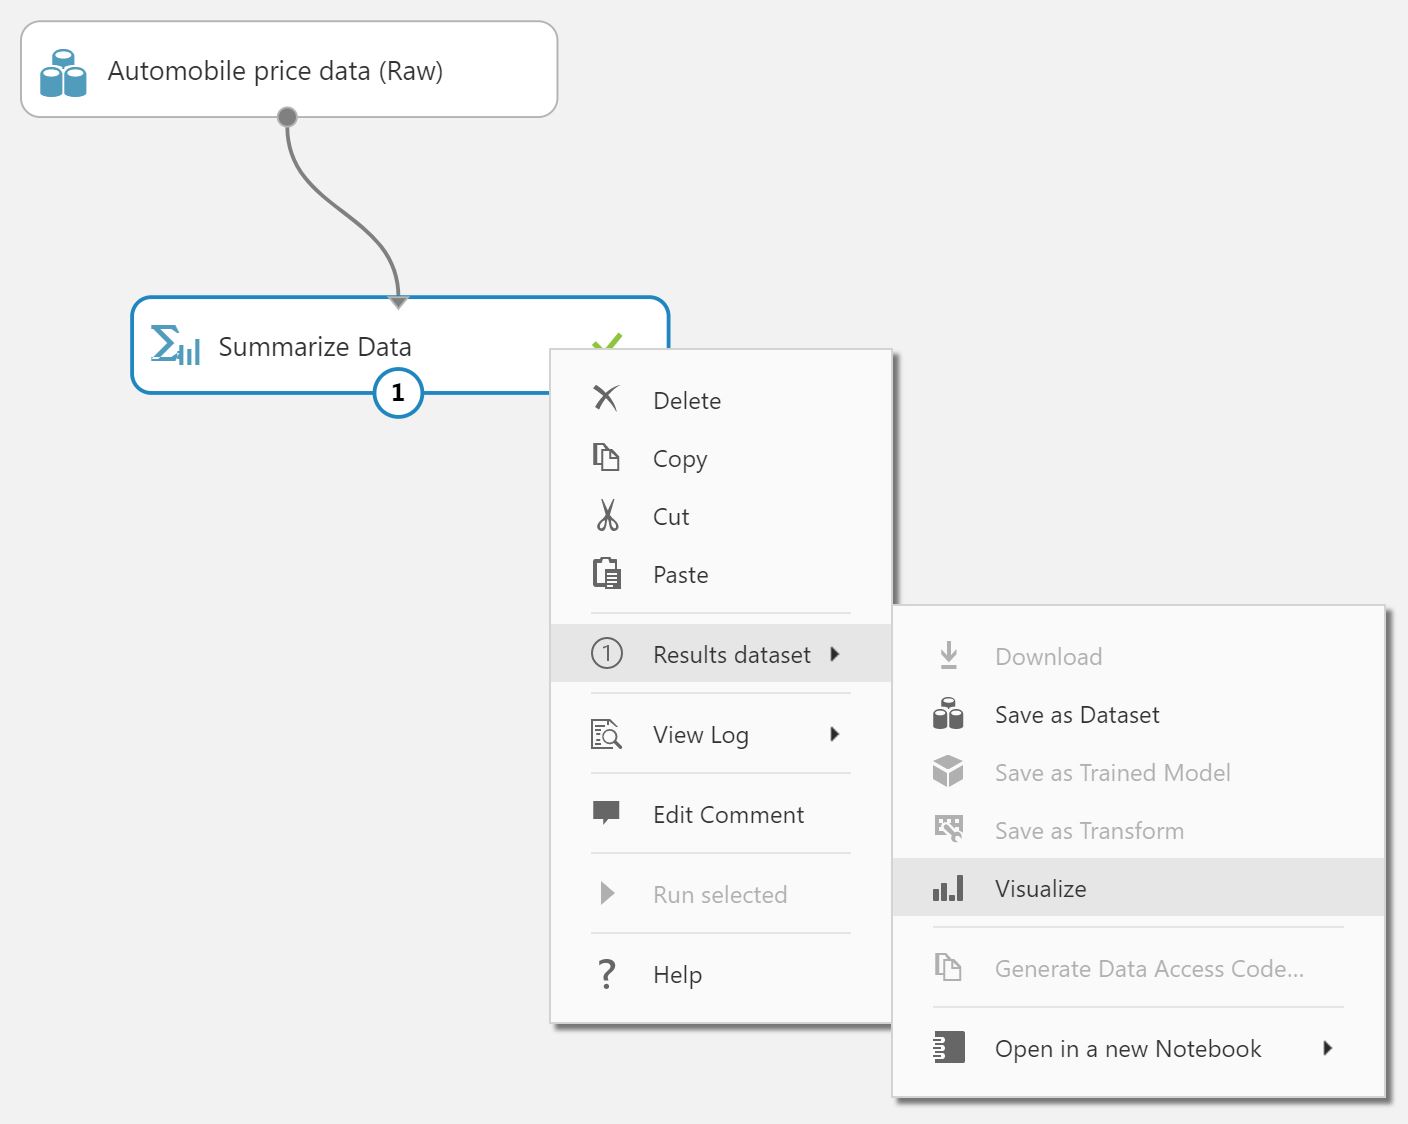 Automobile price data (Raw)
Summarize Data
1
Delete
Copy
Cut
Paste
1 Results dataset
View Log
Edit Comment
Run selected
? Help
Download
Save as Dataset
Save as Trained Model
Save as Transform
Visualize
Generate Data Access Code...
Open in a new Notebook